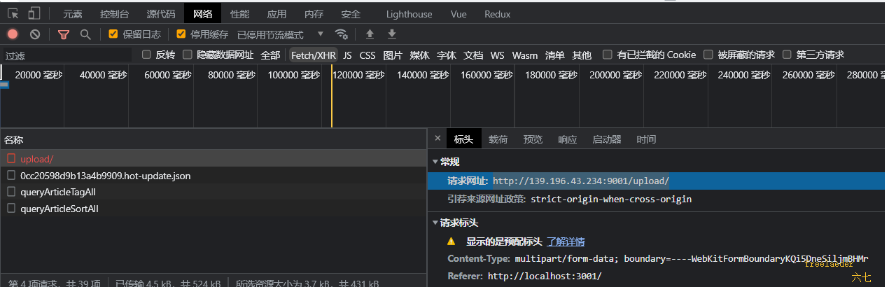 元素 控制台 源代码 网络 性能 应用 内存 安全 Lighthouse Vue Redux
保留日志 停用缓存 已停用节流模式
过滤 反转 隐藏数据网址 全部 Fetch/XHR JS CSS 图片 媒体 字体 文档 WS Wasm 清单 其他 有已拦截的 Cookie 被屏蔽的请求 第三方请求
20000 毫秒 40000 毫秒 60000 毫秒 80000 毫秒 100000 毫秒 120000 毫秒 140000 毫秒 160000 毫秒 180000 毫秒 200000 毫秒 220000 毫秒 240000 毫秒 260000 毫秒 280000
名称
upload/
0cc20598d9b13a4b9909.hot-update.json
queryArticleTagAll
queryArticleSortAll
第 4 项请求，共 39 项 已传输 4.5 kB，共 524 kB 所选资源大小为 3.7 kB，共 431 kB
× 标头 载荷 预览 响应 启动器 时间
常规
请求网址: http://139.196.43.234:9001/upload/
引荐来源网址政策: strict-origin-when-cross-origin
请求标头
显示的是预配标头 了解详情
Content-Type: multipart/form-data; boundary=----WebKitFormBoundaryKQi5DneSiljmBHMr
Referer: http://localhost:3001/
六七